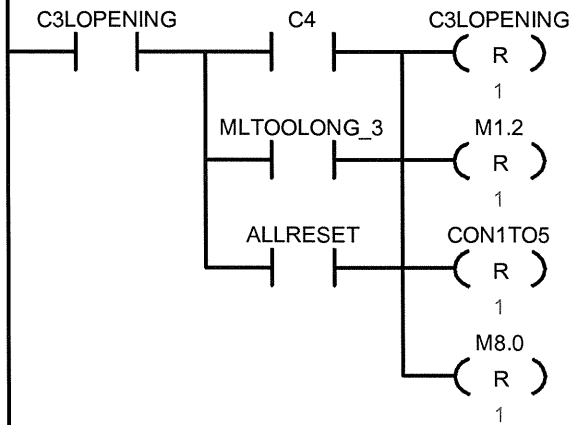 C3LOPENING C4 C3LOPENING
R
1
MLTOOLONG_3 M1.2
R
1
ALLRESET CON1TO5
R
1
M8.0
R
1